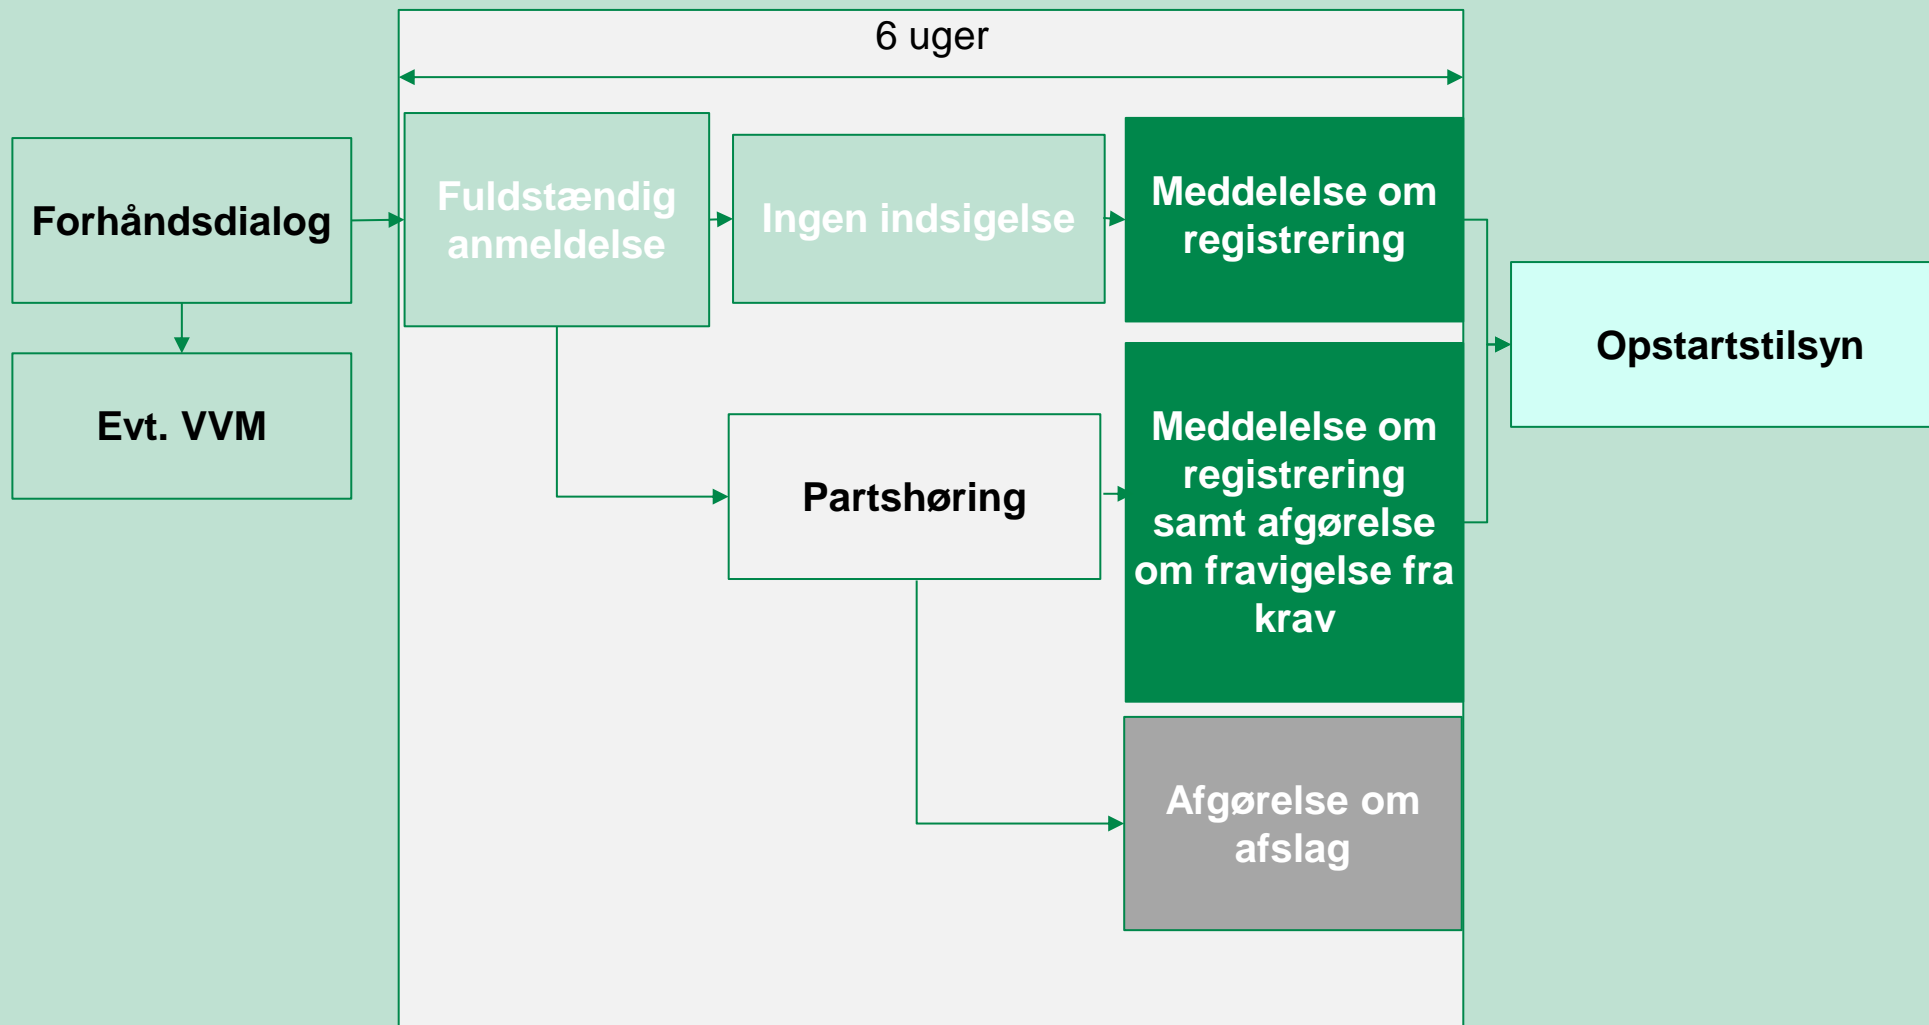 6 uger
Forhåndsdialog
Evt. VVM
Fuldstændig
anmeldelse
Ingen indsigelse
Meddelelse om
registrering
Partshøring
Meddelelse om
registrering
samt afgørelse
om fravigelse fra
krav
Afgørelse om
afslag
Opstartstilsyn